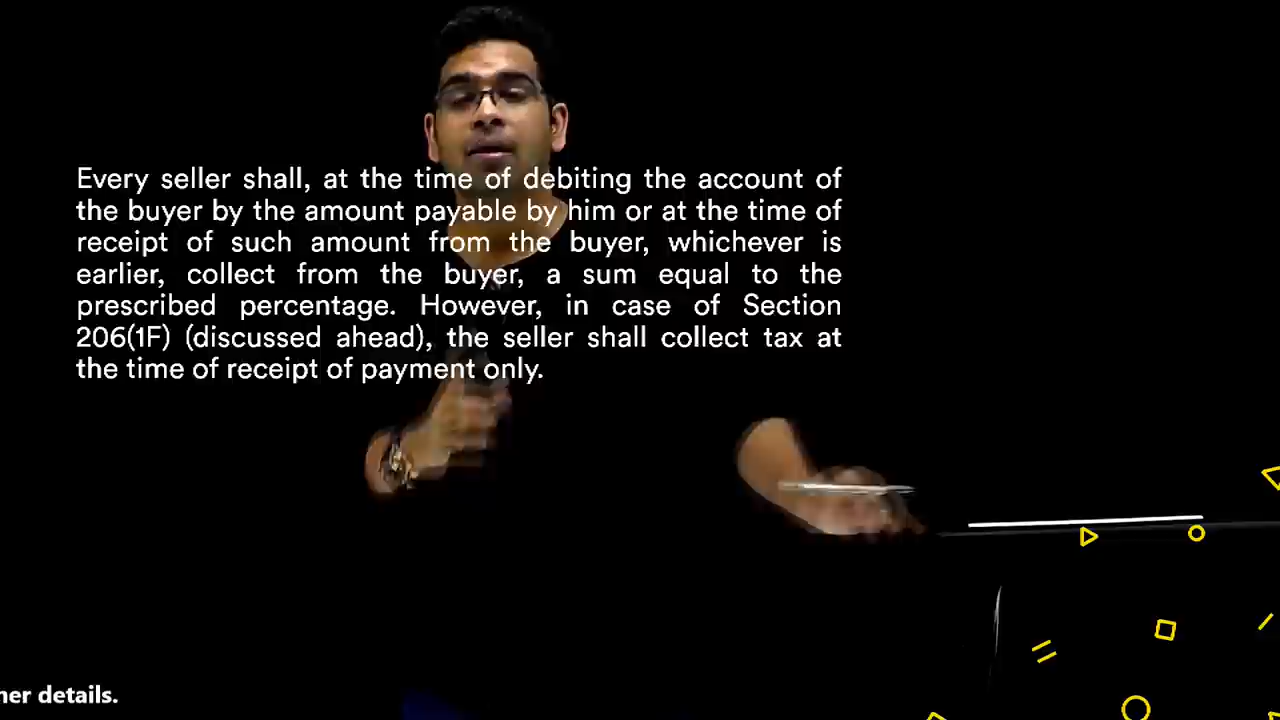 Every seller shall, at the time of debiting the account of
the buyer by the amount payable by him or at the time of
receipt of such amount from the buyer, whichever is
earlier, collect from the buyer, a sum equal to the
prescribed percentage. However, in case of Section
206(1F) (discussed ahead), the seller shall collect tax at
the time of receipt of payment only.
details.